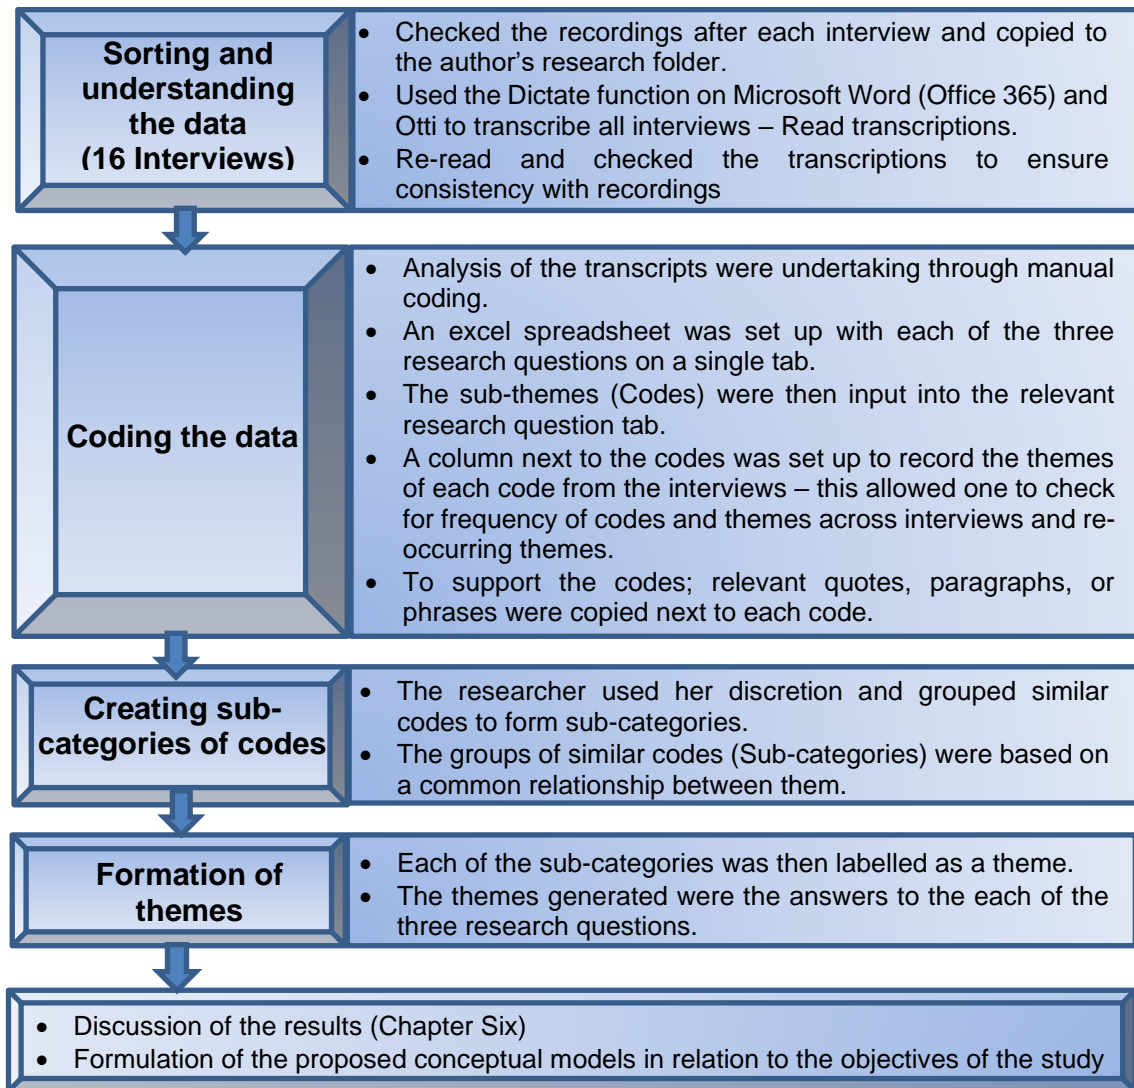 Sorting and
understanding
the data
(16 Interviews)
• Checked the recordings after each interview and copied to
the author's research folder.
• Used the Dictate function on Microsoft Word (Office 365) and
Otti to transcribe all interviews – Read transcriptions.
• Re-read and checked the transcriptions to ensure
consistency with recordings
Coding the data
• Analysis of the transcripts were undertaking through manual
coding.
• An excel spreadsheet was set up with each of the three
research questions on a single tab.
• The sub-themes (Codes) were then input into the relevant
research question tab.
• A column next to the codes was set up to record the themes
of each code from the interviews – this allowed one to check
for frequency of codes and themes across interviews and re-
occurring themes.
• To support the codes; relevant quotes, paragraphs, or
phrases were copied next to each code.
Creating sub-
categories of codes
• The researcher used her discretion and grouped similar
codes to form sub-categories.
• The groups of similar codes (Sub-categories) were based on
a common relationship between them.
Formation of
themes
• Each of the sub-categories was then labelled as a theme.
• The themes generated were the answers to the each of the
three research questions.
• Discussion of the results (Chapter Six)
• Formulation of the proposed conceptual models in relation to the objectives of the study